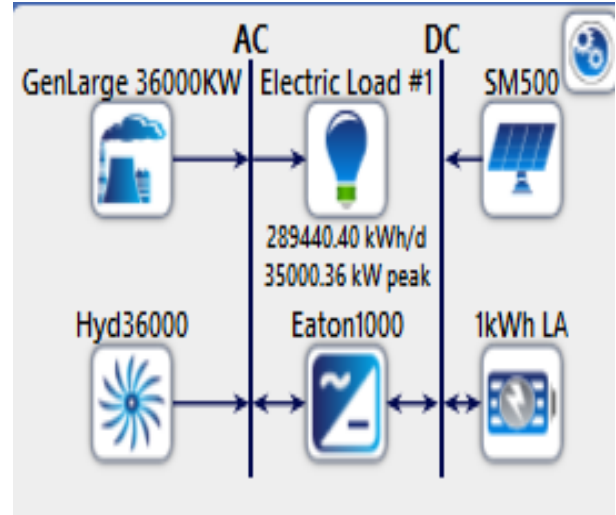 AC DC
GenLarge 36000KW Electric Load #1 SM500
289440.40 kWh/d
35000.36 kW peak
Hyd36000 Eaton1000 1kWh LA